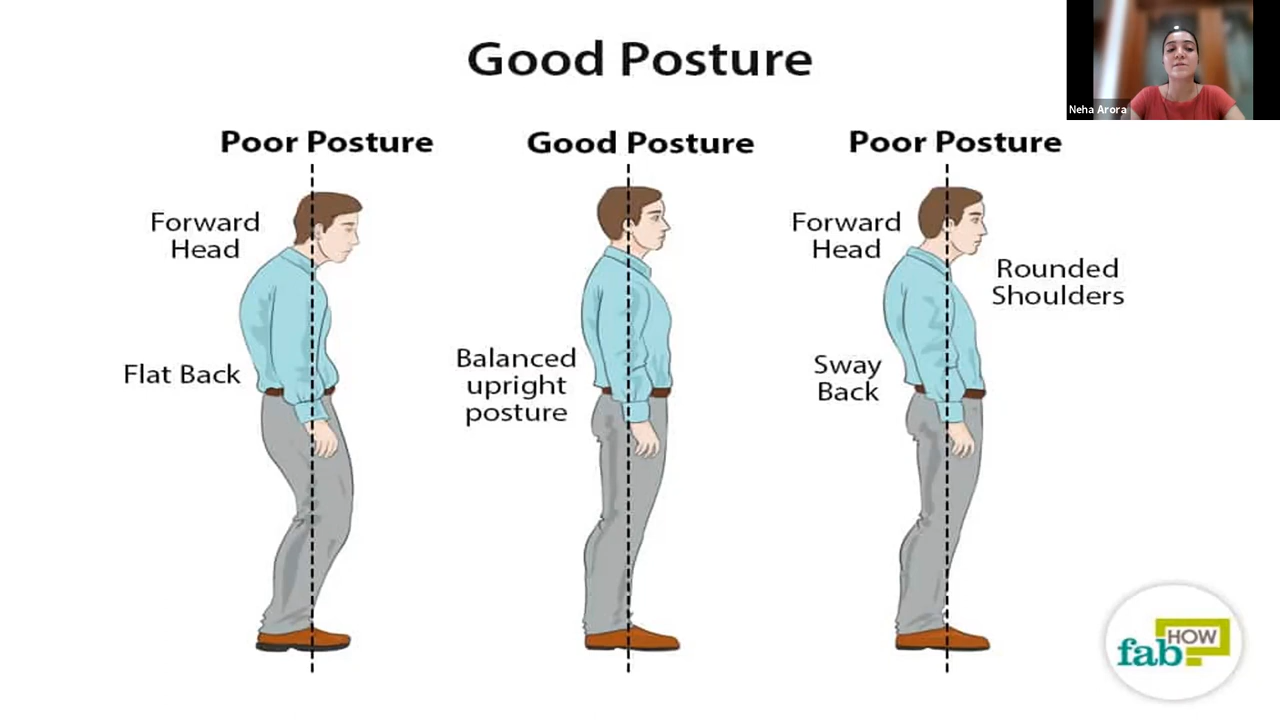 Good Posture
Neha Arora
Poor Posture
Good Posture
Poor Posture
Forward
Head
Forward
Head
Rounded
Shoulders
Flat Back
Balanced
upright
posture
Sway
Back
fab
HOW